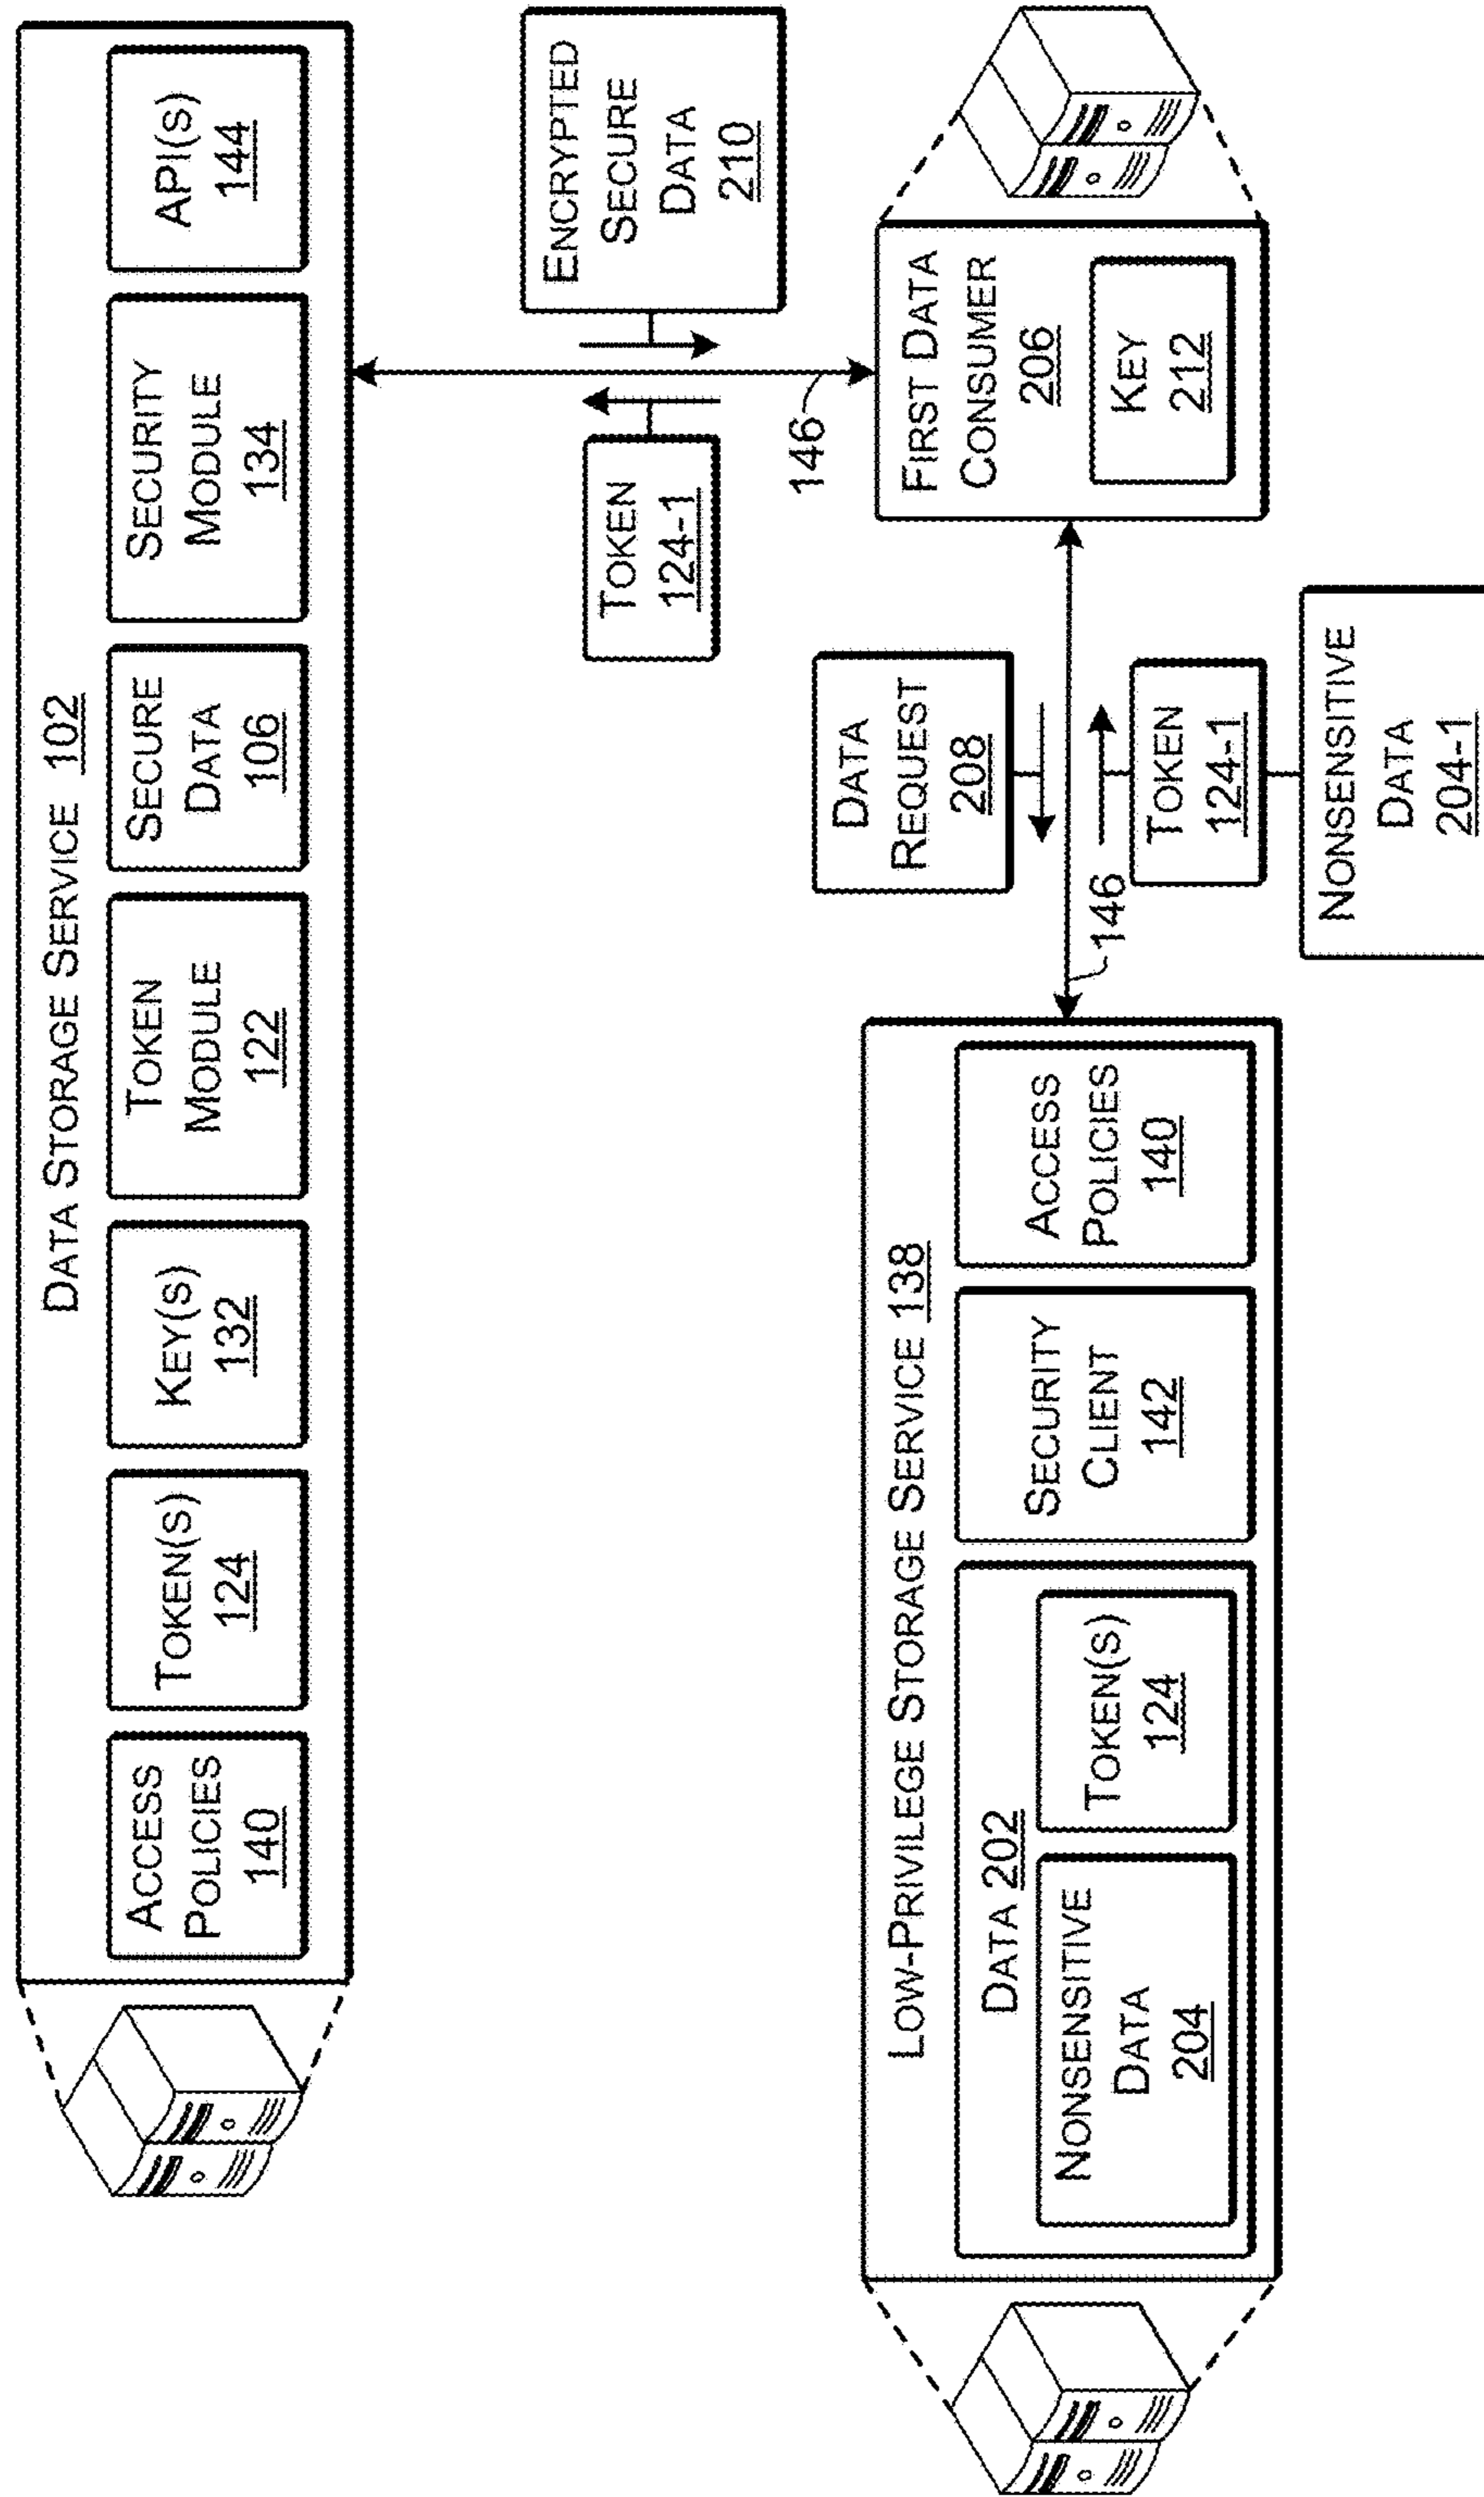 DATA STORAGE SERVICE 102
ACCESS
POLICIES
140
TOKEN(S)
124
KEY(S)
132
TOKEN
MODULE
122
SECURE
DATA
106
SECURITY
MODULE
134
API(S)
144
TOKEN
124-1
ENCRYPTED
SECURE
DATA
210
146
LOW-PRIVILEGE STORAGE SERVICE 138
DATA 202
NONSENSITIVE
DATA
204
TOKEN(S)
124
SECURITY
CLIENT
142
ACCESS
POLICIES
140
DATA
REQUEST
208
146
TOKEN
124-1
NONSENSITIVE
DATA
204-1
FIRST DATA
CONSUMER
206
KEY
212